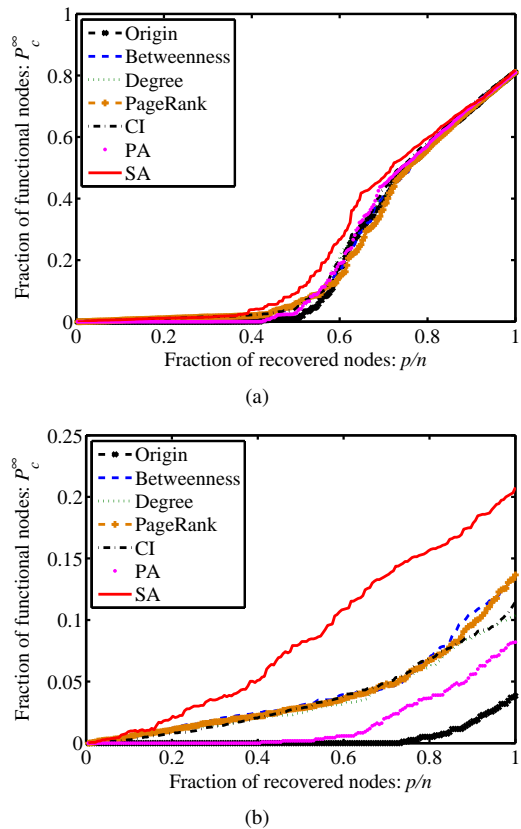 1
0.8
0.6
0.4
0.2
0
Fraction of functional nodes: P_c^∞
Origin
Betweenness
Degree
PageRank
CI
PA
SA
0 0.2 0.4 0.6 0.8 1
Fraction of recovered nodes: p/n
(a)
0.25
0.2
0.15
0.1
0.05
0
Fraction of functional nodes: P_c^∞
Origin
Betweenness
Degree
PageRank
CI
PA
SA
0 0.2 0.4 0.6 0.8 1
Fraction of recovered nodes: p/n
(b)